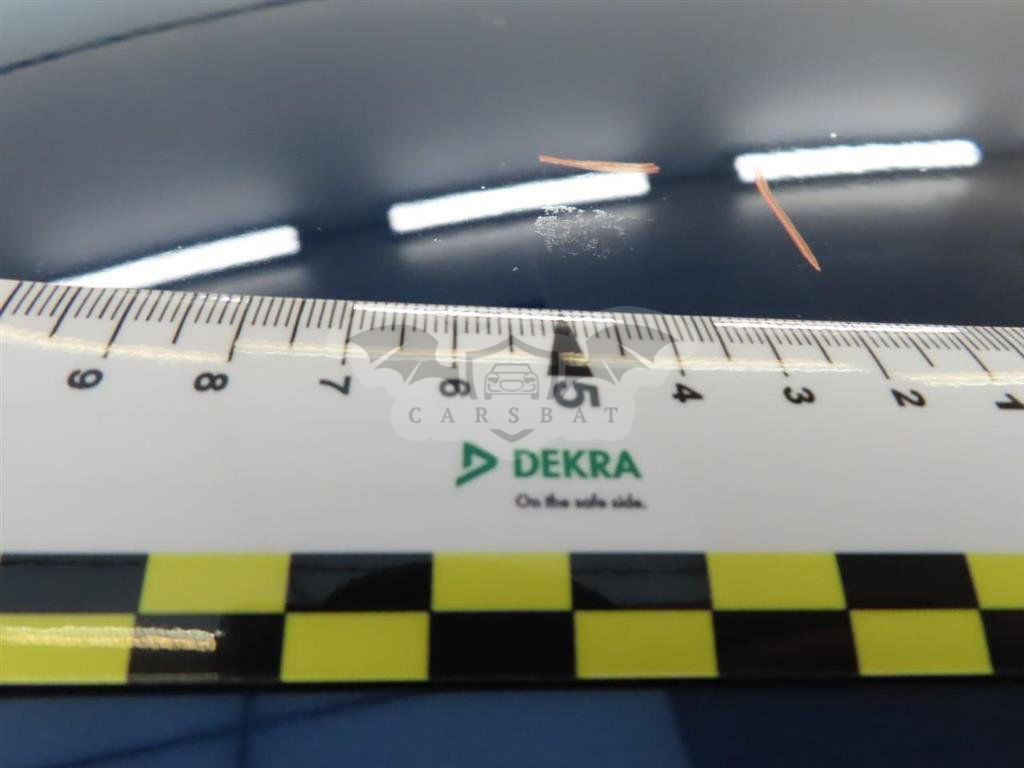 9 8 7 6 5 4 3 2 1
CARSBAT
DEKRA
On the safe side.